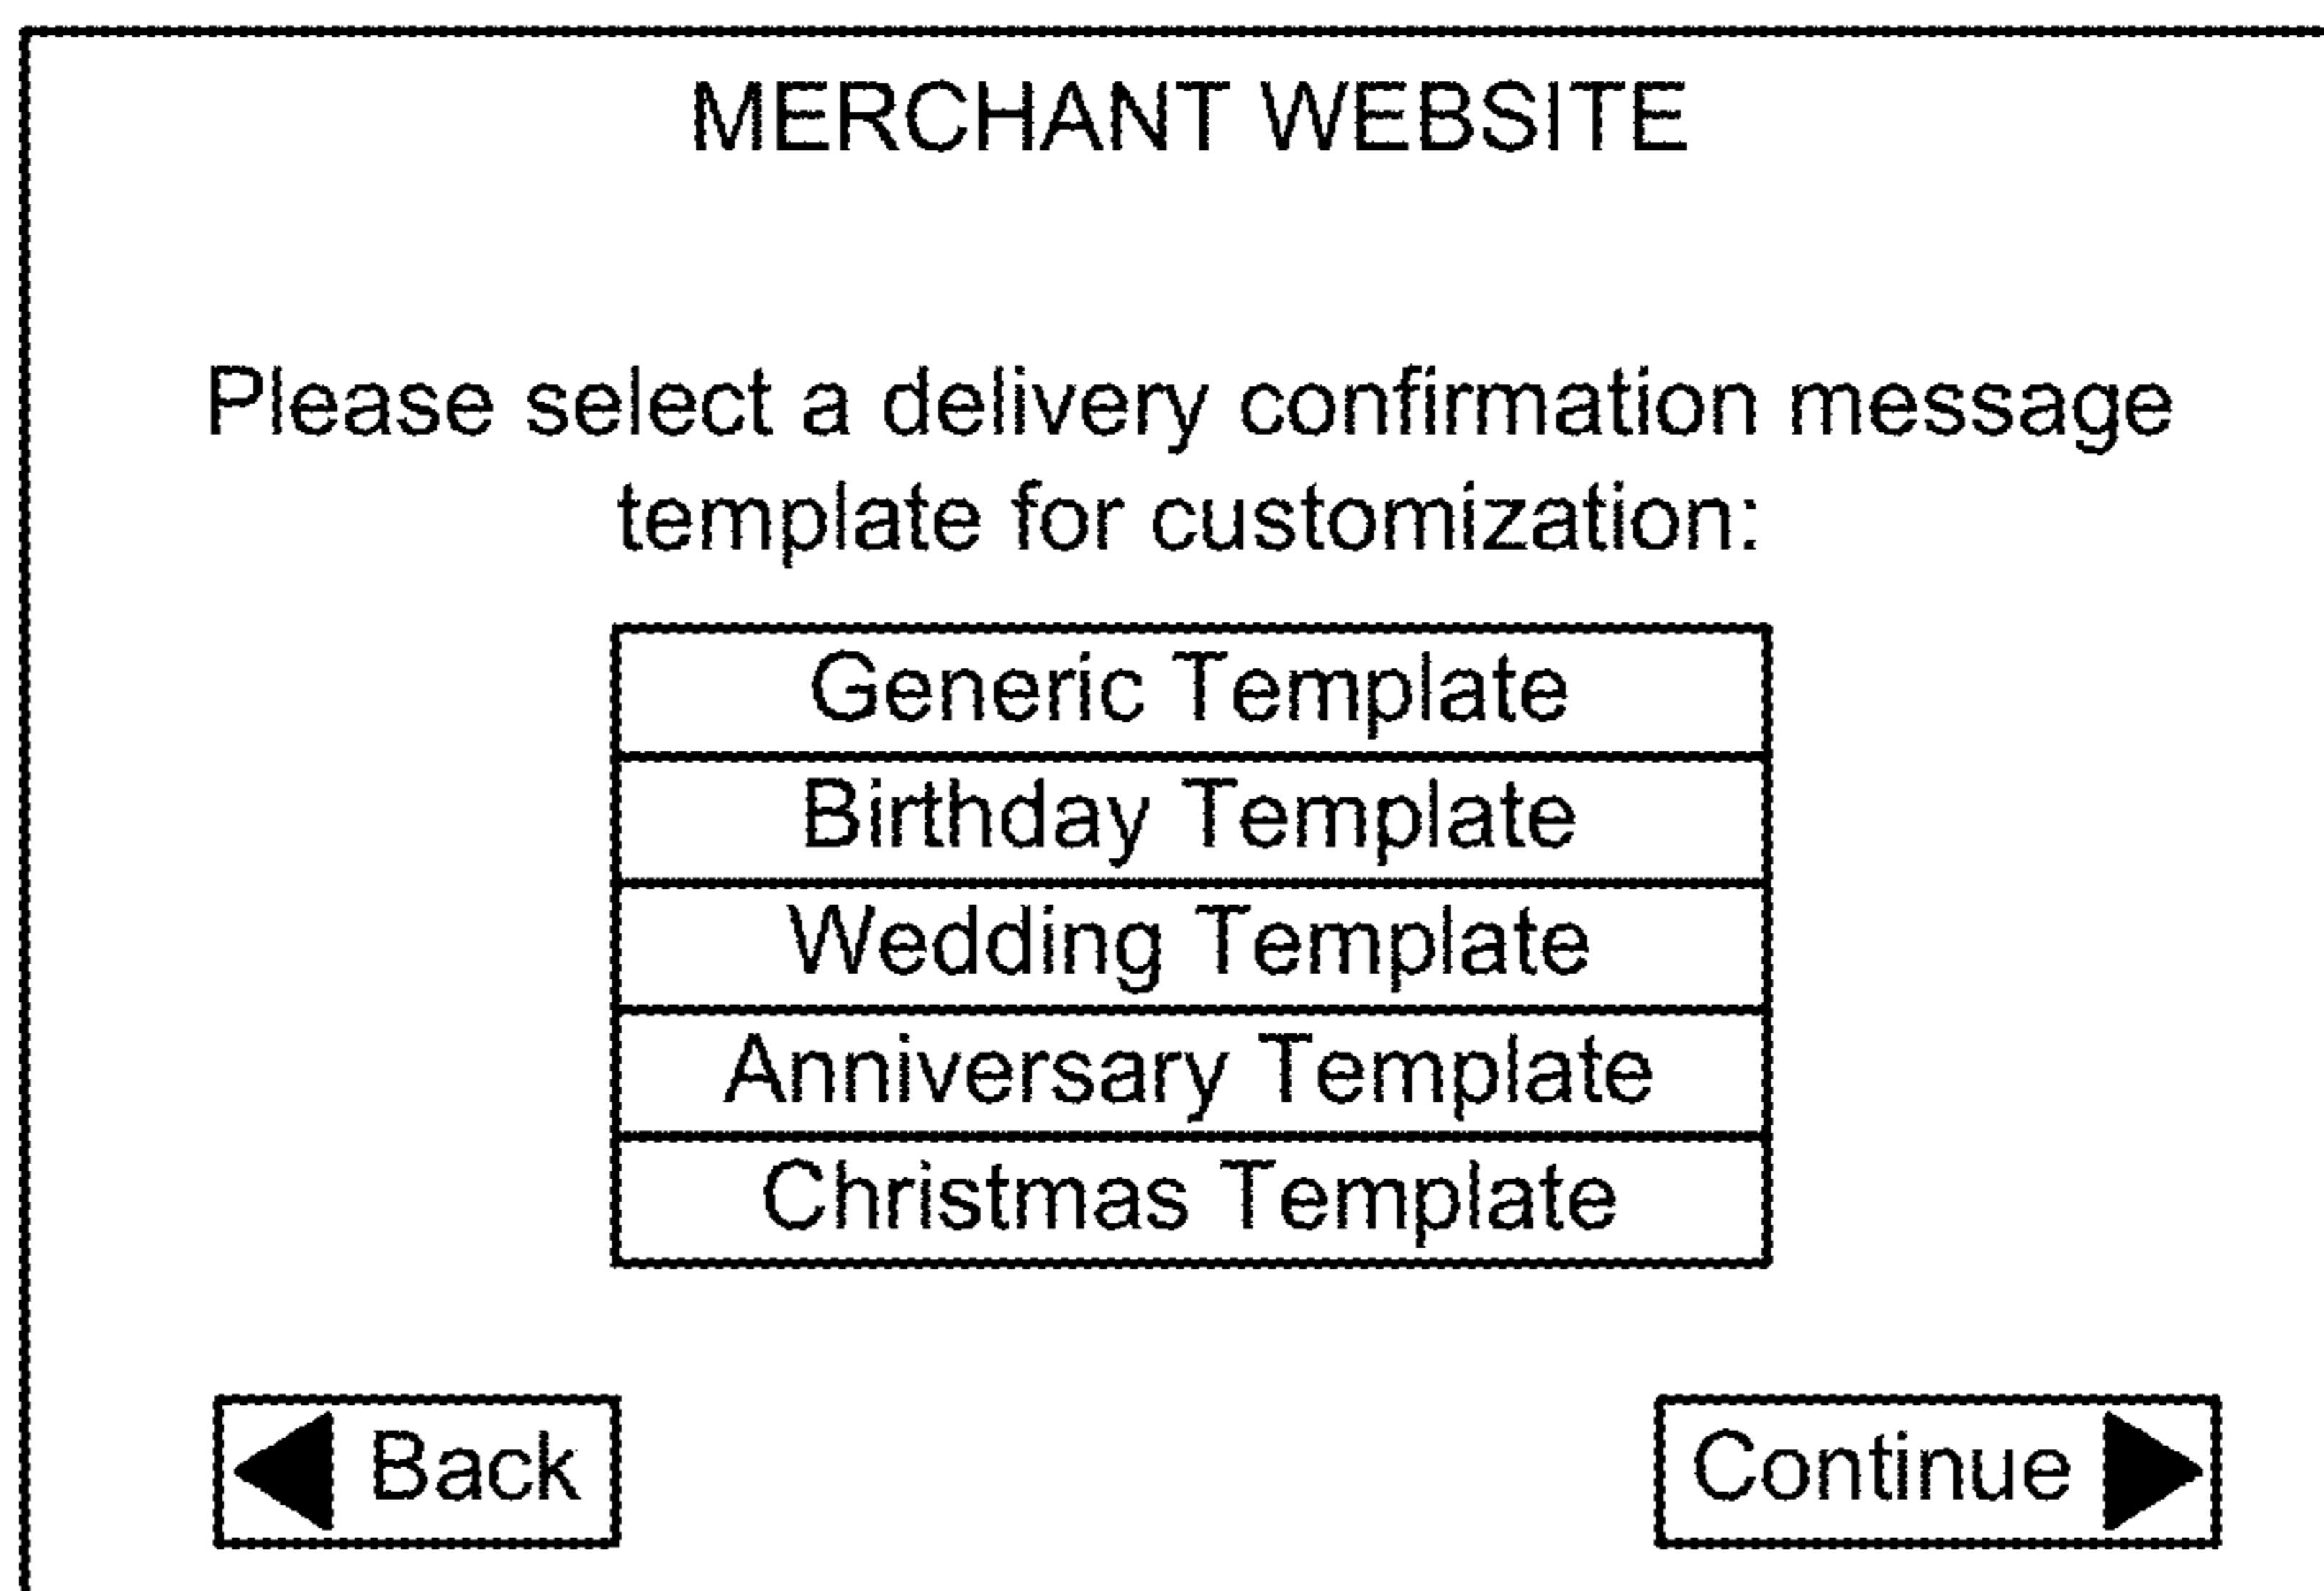 MERCHANT WEBSITE
Please select a delivery confirmation message
template for customization:
Generic Template
Birthday Template
Wedding Template
Anniversary Template
Christmas Template
Back
Continue